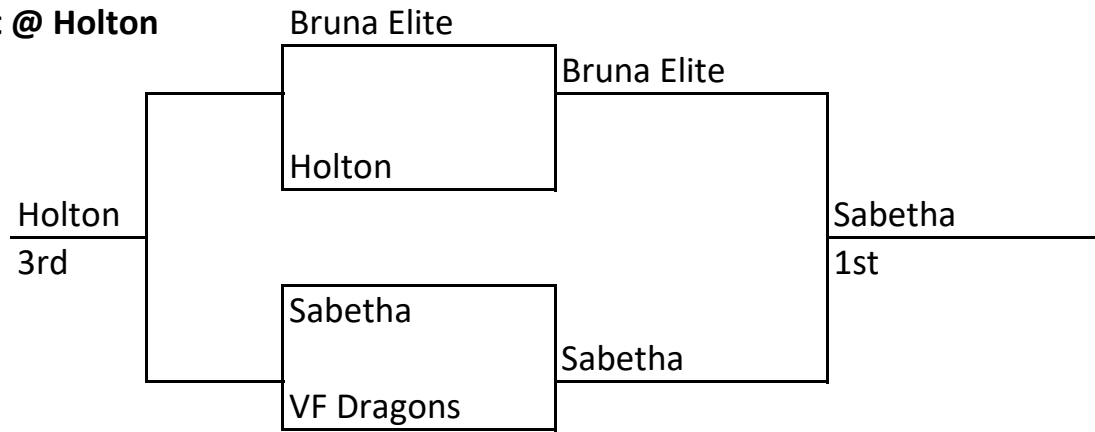 @ Holton
Bruna Elite
Bruna Elite
Holton
Holton
Sabetha
3rd
1st
Sabetha
Sabetha
VF Dragons